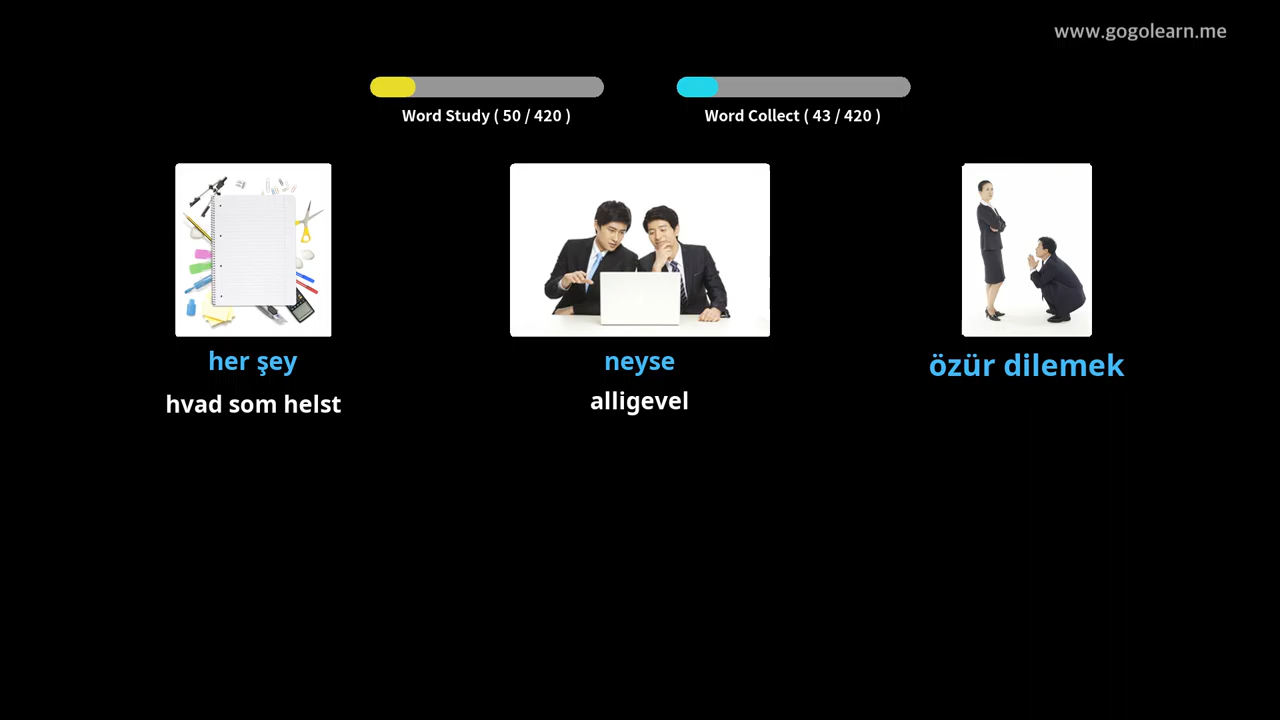 www.gogolearn.me
Word Study ( 50 / 420 )
Word Collect ( 43 / 420 )
her şey
hvad som helst
neyse
alligevel
özür dilemek